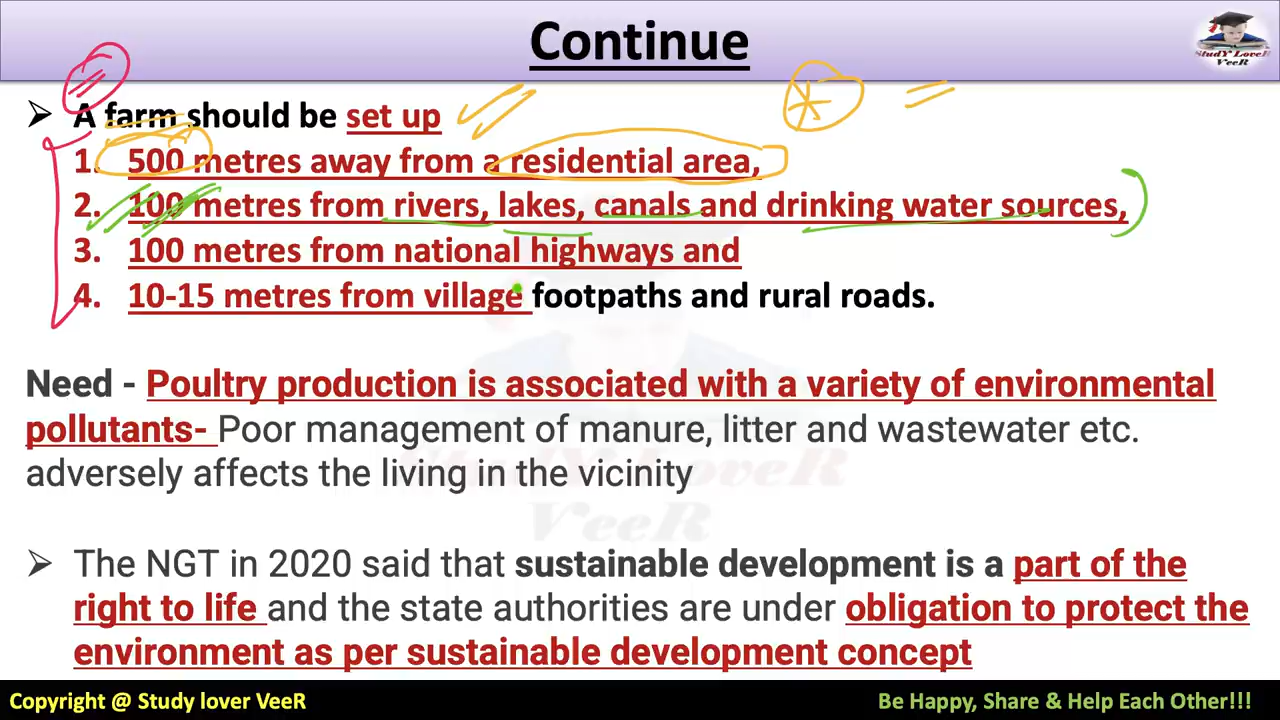 Continue
StudY LoveR
VeeR
➤ A farm should be set up
1. 500 metres away from a residential area,
2. 100 metres from rivers, lakes, canals and drinking water sources,
3. 100 metres from national highways and
4. 10-15 metres from village footpaths and rural roads.
Need - Poultry production is associated with a variety of environmental
pollutants- Poor management of manure, litter and wastewater etc.
adversely affects the living in the vicinity
StudY LoveR
VeeR
➤ The NGT in 2020 said that sustainable development is a part of the
right to life and the state authorities are under obligation to protect the
environment as per sustainable development concept
Copyright @ Study lover VeeR
Be Happy, Share & Help Each Other!!!